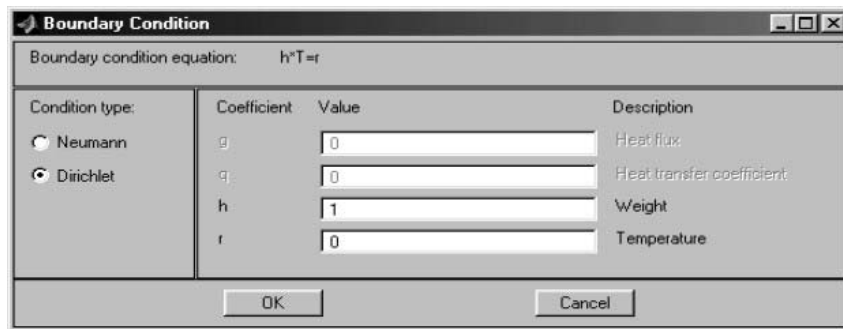 Boundary Condition
Boundary condition equation: h*T=r
Condition type:
Neumann
Dirichlet
Coefficient Value Description
g 0 Heat flux
q 0 Heat transfer coefficient
h 1 Weight
r 0 Temperature
OK Cancel